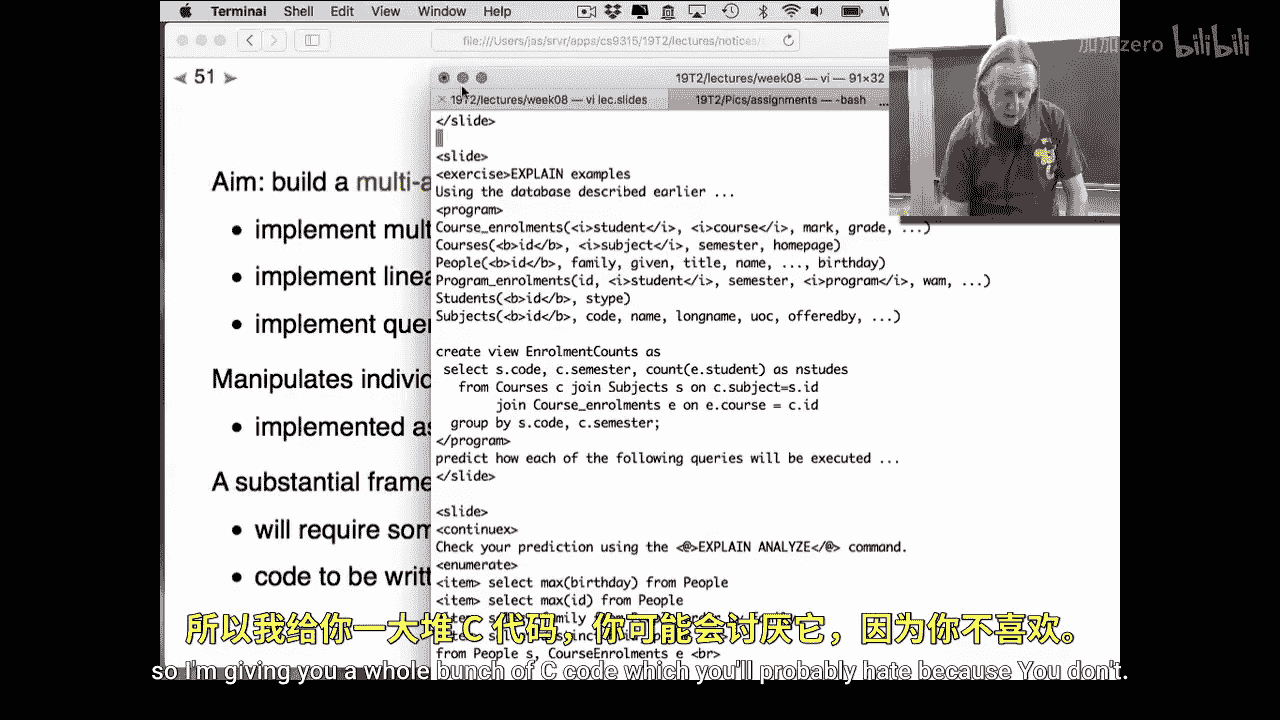 Terminal Shell Edit View Window Help
加加zero bilibili
file:///Users/jas/srvr/apps/cs9315/19T2/lectures/notices/
51
19T2/lectures/week08 — vi — 91×32
19T2/lectures/week08 — vi lec.slides
19T2/Pics/assignments — -bash ...
Aim: build a multi-a
• implement mult
• implement linea
• implement quer
Manipulates individ
• implemented as
A substantial frame
• will require som
• code to be writt
</slide>
<slide>
<exercise>EXPLAIN examples
Using the database described earlier ...
<program>
Course_enrolments(<i>student</i>, <i>course</i>, mark, grade, ...)
Courses(<b>id</b>, <i>subject</i>, semester, homepage)
People(<b>id</b>, family, given, title, name, ..., birthday)
Program_enrolments(id, <i>student</i>, semester, <i>program</i>, wam, ...)
Students(<b>id</b>, stype)
Subjects(<b>id</b>, code, name, longname, uoc, offeredby, ...)
create view EnrolmentCounts as
select s.code, c.semester, count(e.student) as nstudes
from Courses c join Subjects s on c.subject=s.id
join Course_enrolments e on e.course = c.id
group by s.code, c.semester;
</program>
predict how each of the following queries will be executed ...
</slide>
<slide>
<continuex>
Check your prediction using the <@>EXPLAIN ANALYZE</@> command.
<enumerate>
<item> select max(birthday) from People
<item> select max(id) from People
from People s, CourseEnrolments e <br>
所以我给你一大堆 C 代码，你可能会讨厌它，因为你不喜欢。
so I'm giving you a whole bunch of C code which you'll probably hate because You don't.